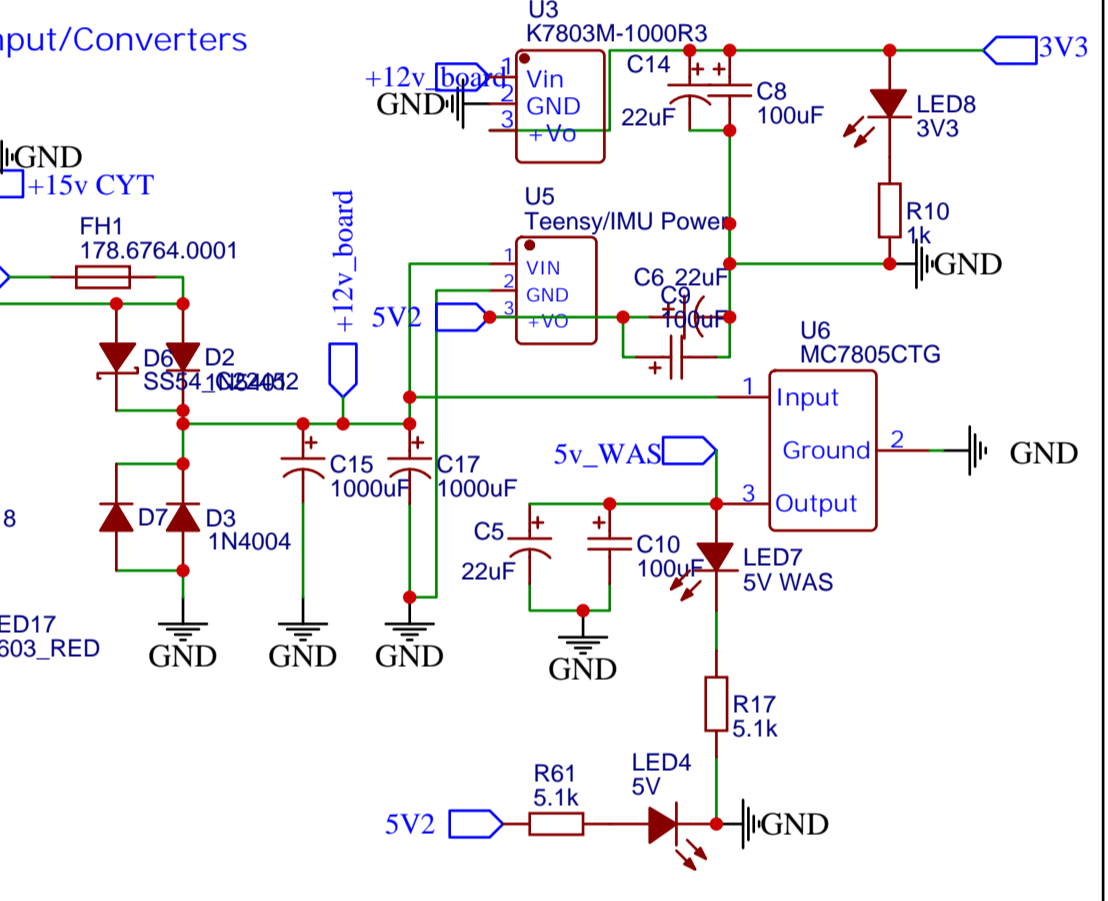 nput/Converters
U3
K7803M-1000R3
+12v_board
1
Vin
GND
2
GND
3
+Vo
C14
+ +
22uF
C8
100uF
3V3
LED8
3V3
R10
1k
GND
GND
+15v CYT
FH1
178.6764.0001
+12v_board
U5
Teensy/IMU Power
1
VIN
2
GND
5V2
3
+VO
C6 22uF
+
C9
100uF
+
U6
MC7805CTG
1
Input
Ground
2
GND
3
Output
5v_WAS
D6
D2
SS54_C22452
+
C15
1000uF
+
C17
1000uF
8
D7
D3
1N4004
C5
+
22uF
+
C10
100uF
LED7
5V WAS
ED17
603_RED
GND
GND
GND
GND
R17
5.1k
LED4
5V
R61
5.1k
5V2
GND